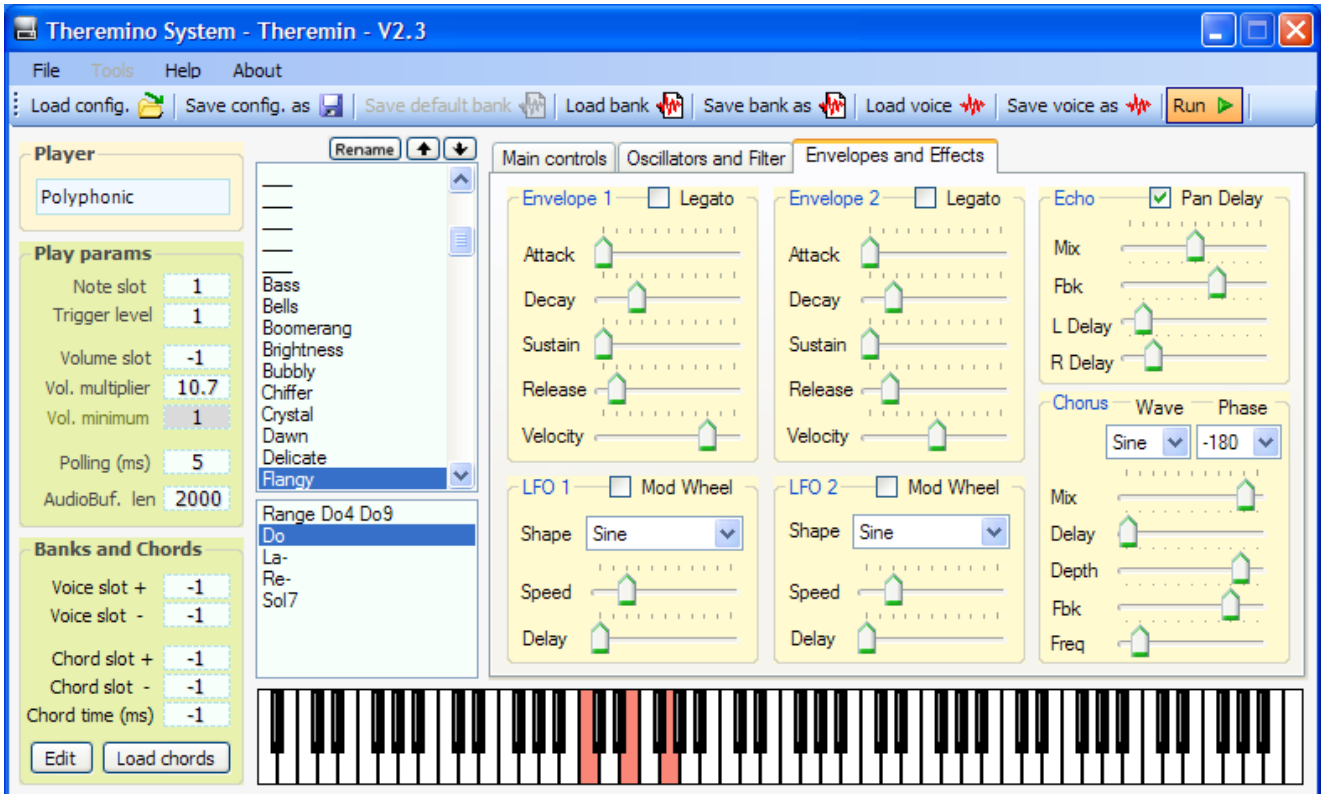 Theremino System - Theremin - V2.3
File Tools Help About
Load config. Save config. as Save default bank Load bank Save bank as Load voice Save voice as Run
Player
Polyphonic
Play params
Note slot 1
Trigger level 1
Volume slot -1
Vol. multiplier 10.7
Vol. minimum 1
Polling (ms) 5
AudioBuf. len 2000
Banks and Chords
Voice slot + -1
Voice slot - -1
Chord slot + -1
Chord slot - -1
Chord time (ms) -1
Edit Load chords
Rename
___
___
___
___
___
Bass
Bells
Boomerang
Brightness
Bubbly
Chiffer
Crystal
Dawn
Delicate
Flangy
Range Do4 Do9
Do
La-
Re-
Sol7
Main controls Oscillators and Filter Envelopes and Effects
Envelope 1 Legato
Attack
Decay
Sustain
Release
Velocity
Envelope 2 Legato
Attack
Decay
Sustain
Release
Velocity
Echo Pan Delay
Mix
Fbk
L Delay
R Delay
LFO 1 Mod Wheel
Shape Sine
Speed
Delay
LFO 2 Mod Wheel
Shape Sine
Speed
Delay
Chorus Wave Phase
Sine -180
Mix
Delay
Depth
Fbk
Freq